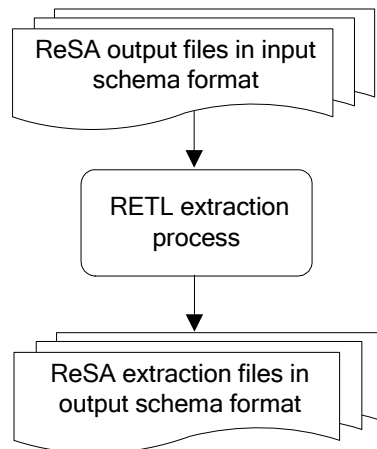 ReSA output files in input
schema format
RETL extraction
process
ReSA extraction files in
output schema format